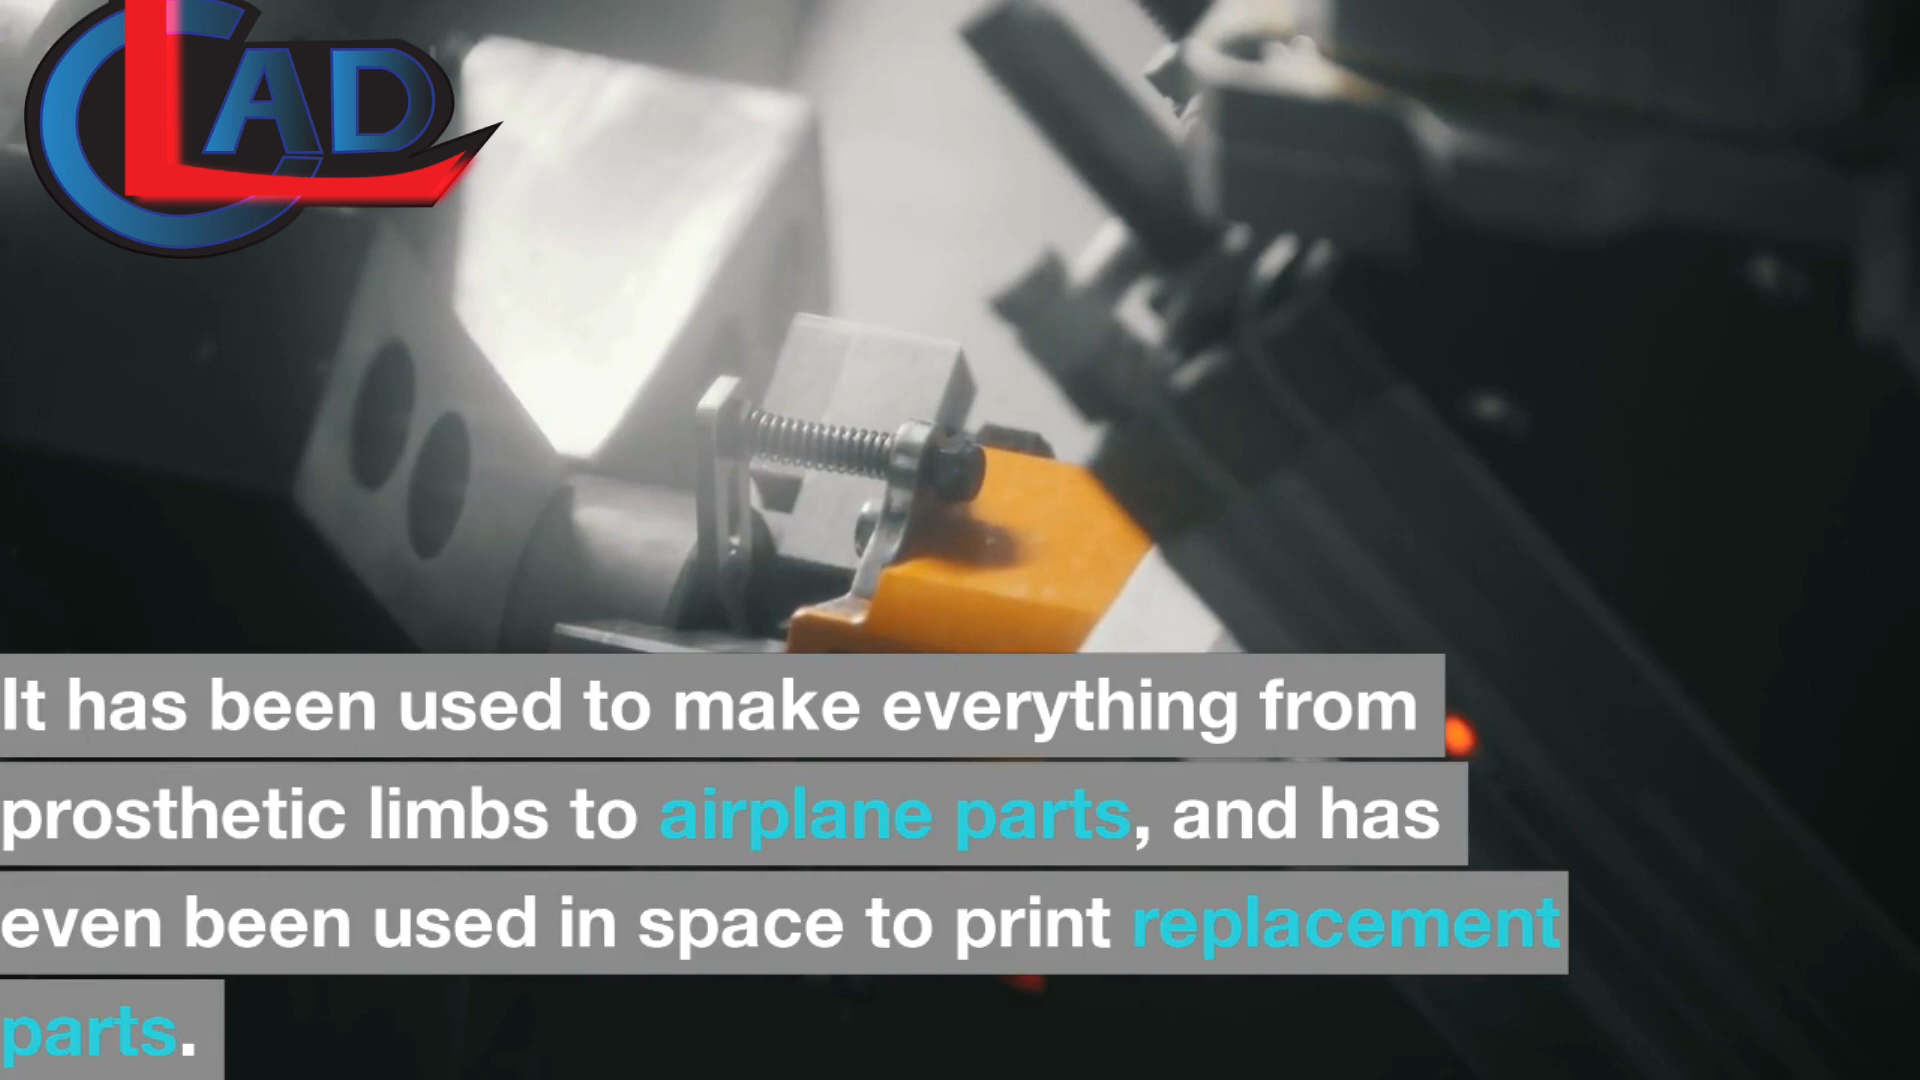 CLAD
It has been used to make everything from
prosthetic limbs to airplane parts, and has
even been used in space to print replacement
parts.